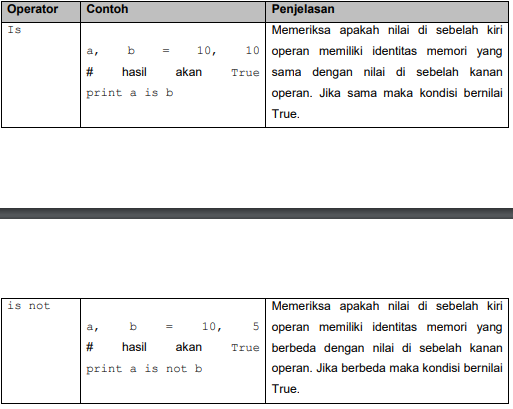 Operator Contoh Penjelasan
Is
a, b = 10, 10
# hasil akan True
print a is b
Memeriksa apakah nilai di sebelah kiri
operan memiliki identitas memori yang
sama dengan nilai di sebelah kanan
operan. Jika sama maka kondisi bernilai
True.
is not
a, b = 10, 5
# hasil akan True
print a is not b
Memeriksa apakah nilai di sebelah kiri
operan memiliki identitas memori yang
berbeda dengan nilai di sebelah kanan
operan. Jika berbeda maka kondisi bernilai
True.